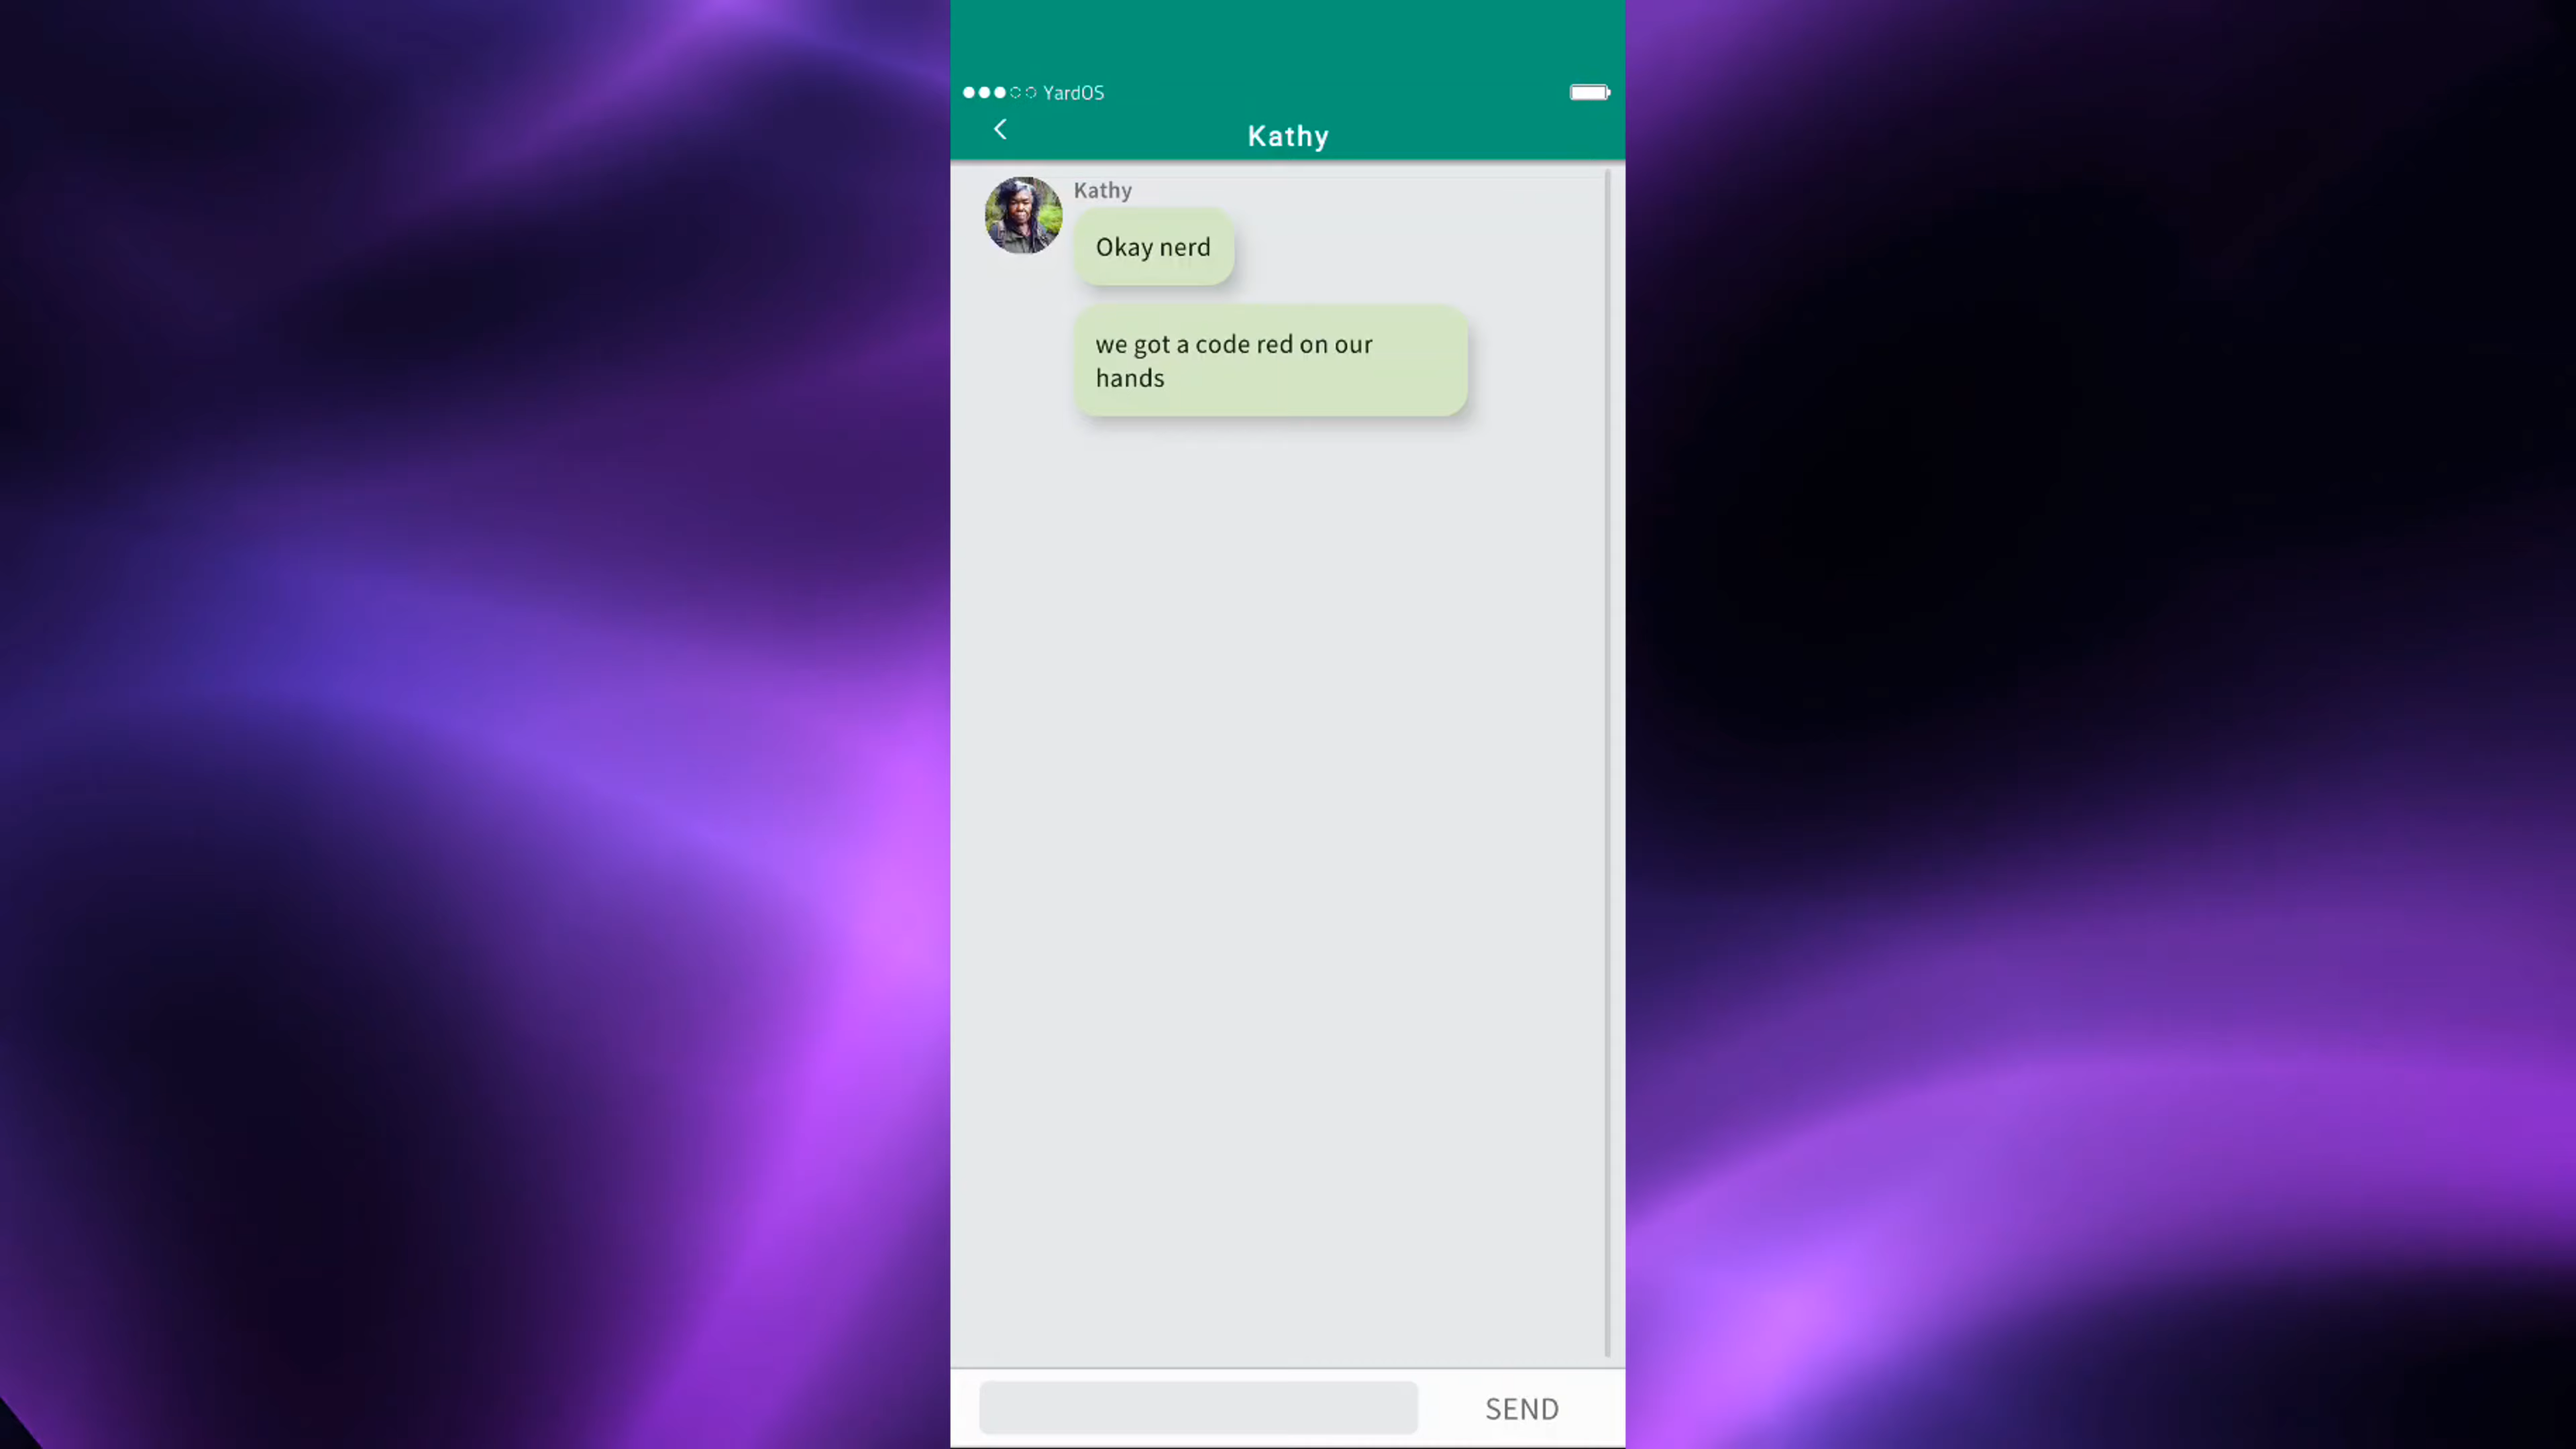 YardOS
Kathy
Kathy
Okay nerd
we got a code red on our
hands
SEND